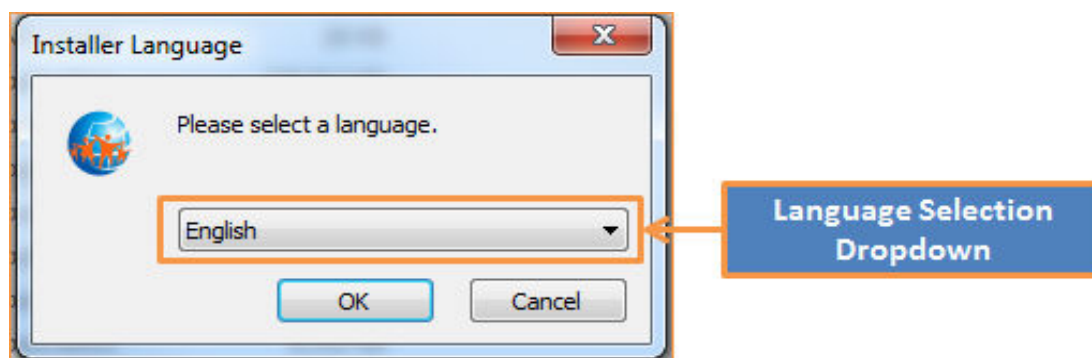 Installer Language
Please select a language.
English
Language Selection
Dropdown
OK
Cancel